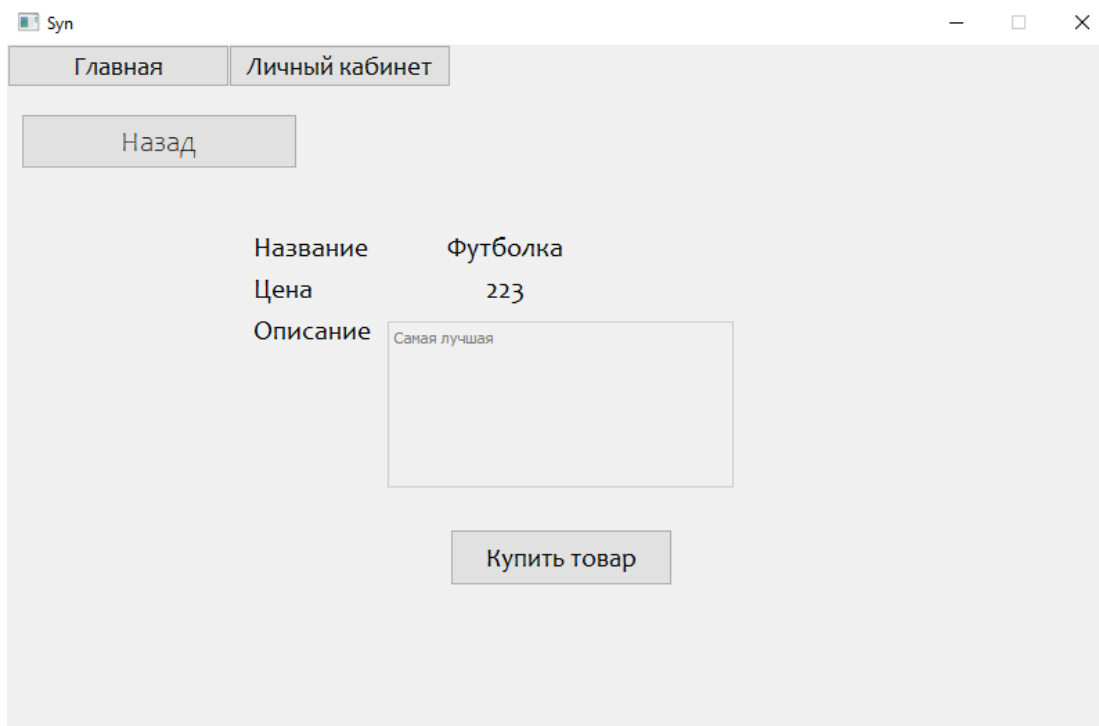 Syn
Главная Личный кабинет
Назад
Название Футболка
Цена 223
Описание Самая лучшая
Купить товар